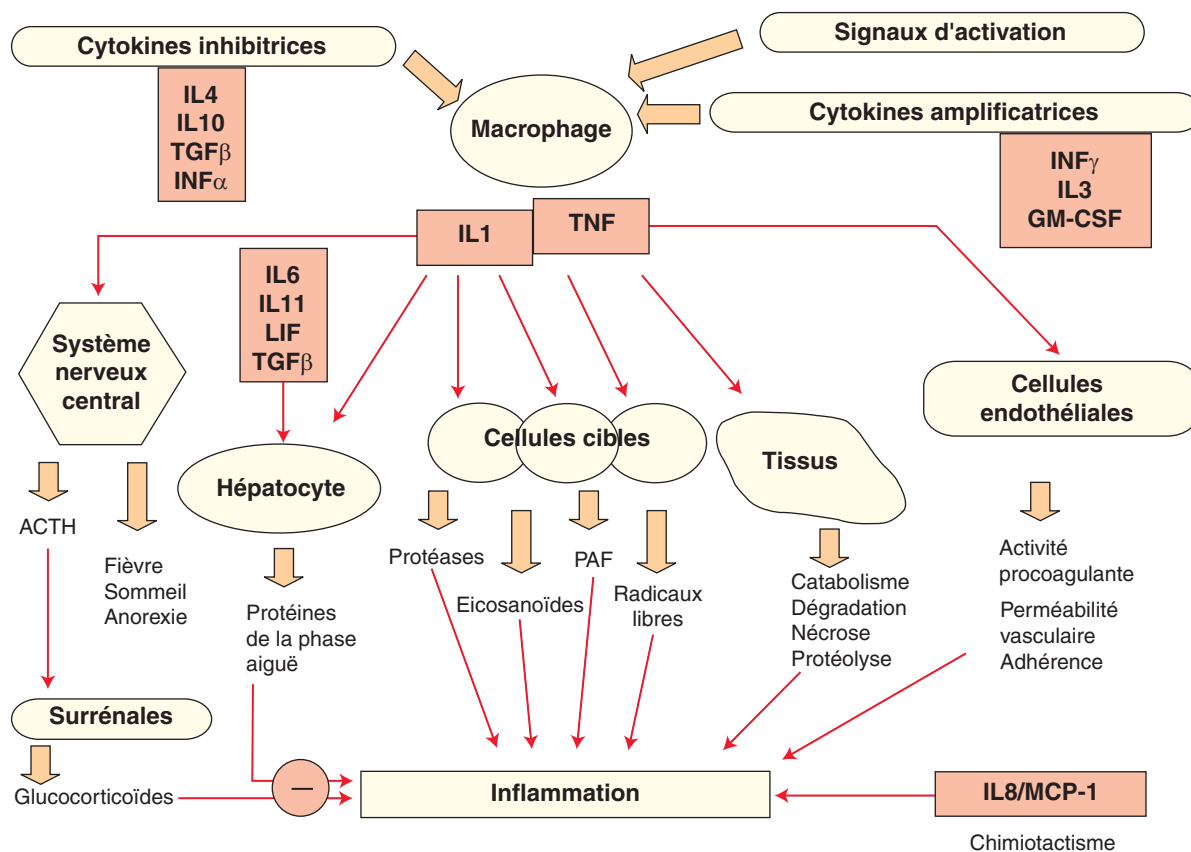 Cytokines inhibitrices
IL4
IL10
TGFβ
INFα
Macrophage
Signaux d'activation
Cytokines amplificatrices
INFγ
IL3
GM-CSF
IL1
TNF
IL6
IL11
LIF
TGFβ
Système
nerveux
central
Hépatocyte
Cellules cibles
Tissus
Cellules
endothéliales
ACTH
Fièvre
Sommeil
Anorexie
Protéines
de la phase
aiguë
Protéases
Eicosanoïdes
PAF
Radicaux
libres
Catabolisme
Dégradation
Nécrose
Protéolyse
Activité
procoagulante
Perméabilité
vasculaire
Adhérence
Surrénales
Glucocorticoïdes
–
Inflammation
IL8/MCP-1
Chimiotactisme